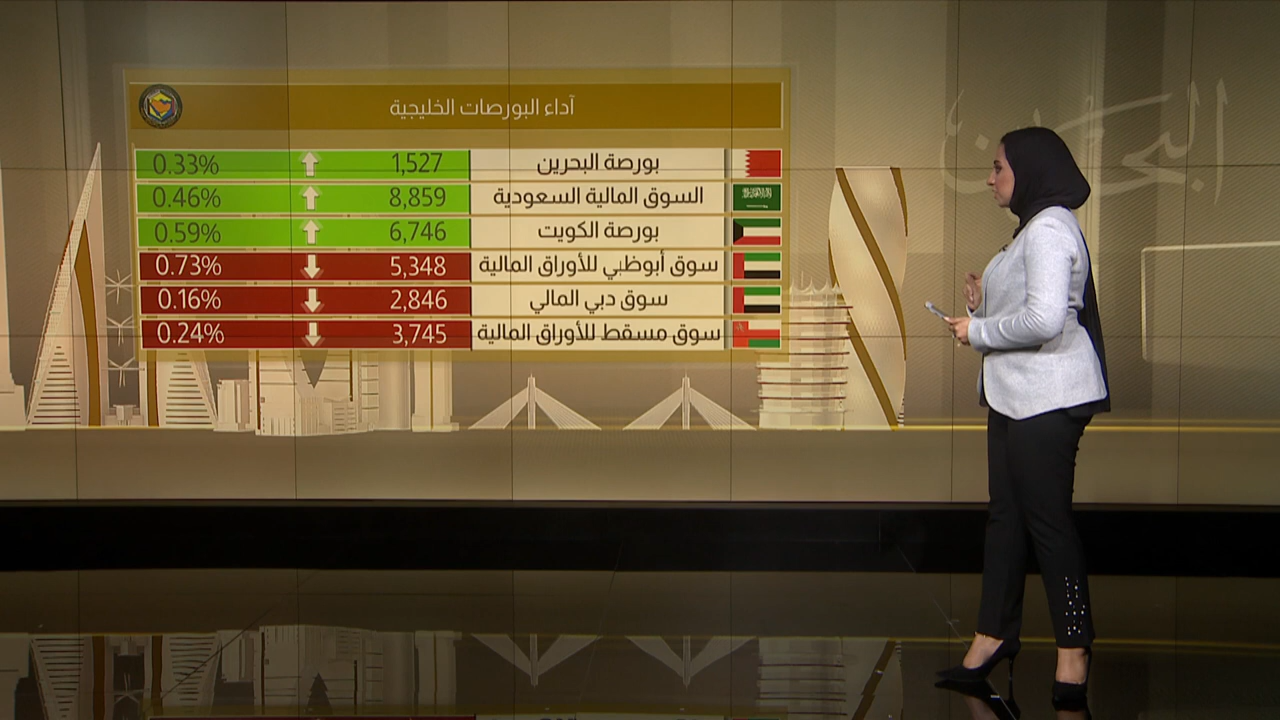 آداء البورصات الخليجية
بورصة البحرين 1,527 0.33%
السوق المالية السعودية 8,859 0.46%
بورصة الكويت 6,746 0.59%
سوق أبوظبي للأوراق المالية 5,348 0.73%
سوق دبي المالي 2,846 0.16%
سوق مسقط للأوراق المالية 3,745 0.24%
البحرين